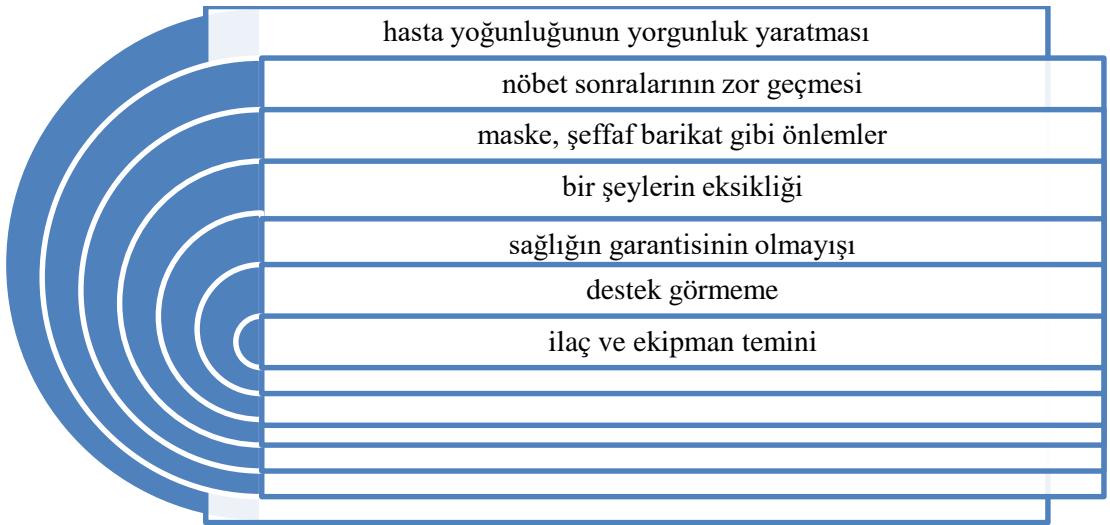 hasta yoğunluğunun yorgunluk yaratması
nöbet sonralarının zor geçmesi
maske, şeffaf barikat gibi önlemler
bir şeylerin eksikliği
sağlığın garantisinin olmayışı
destek görmeme
ilaç ve ekipman temini